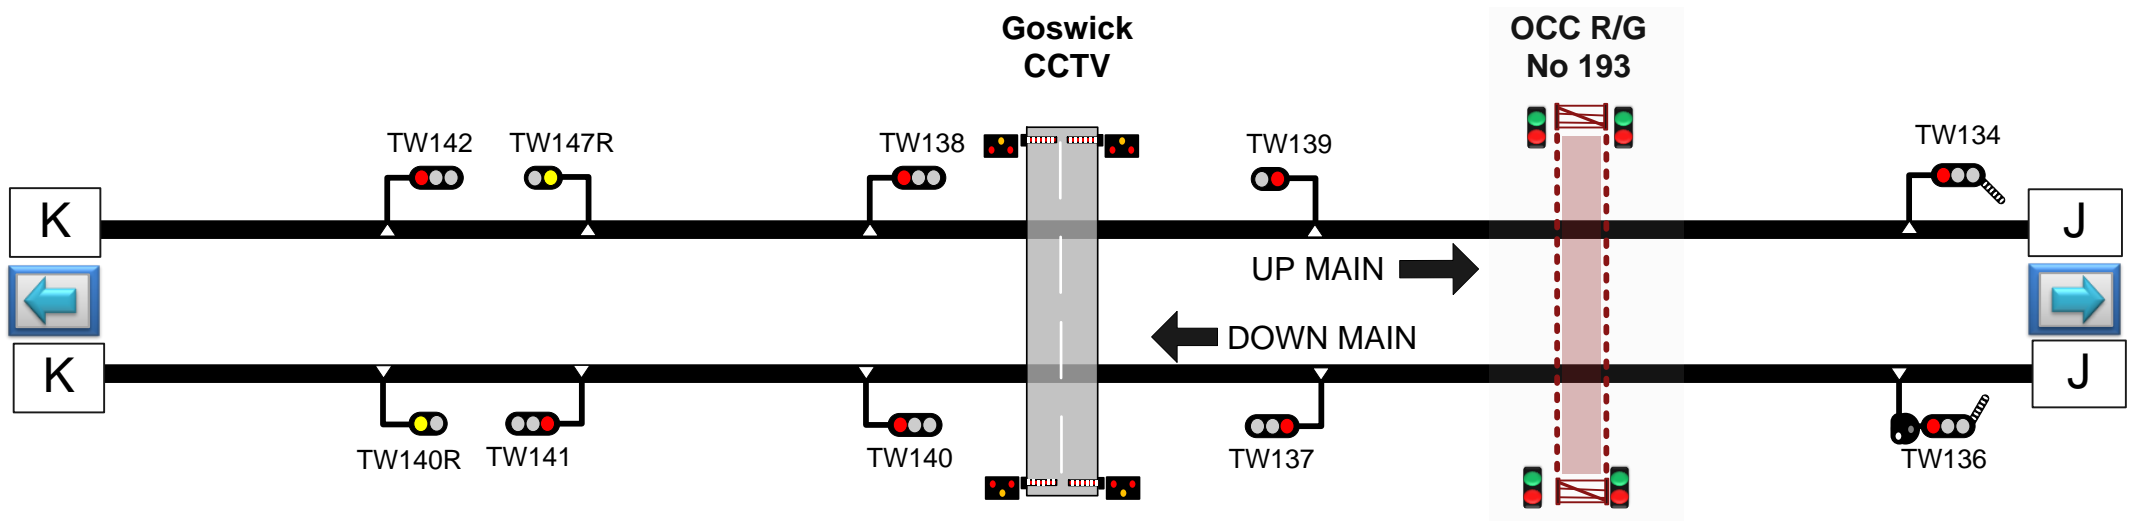 Goswick
CCTV
OCC R/G
No 193
TW142
TW147R
TW138
TW139
TW134
K
J
UP MAIN
DOWN MAIN
K
J
TW140R
TW141
TW140
TW137
TW136